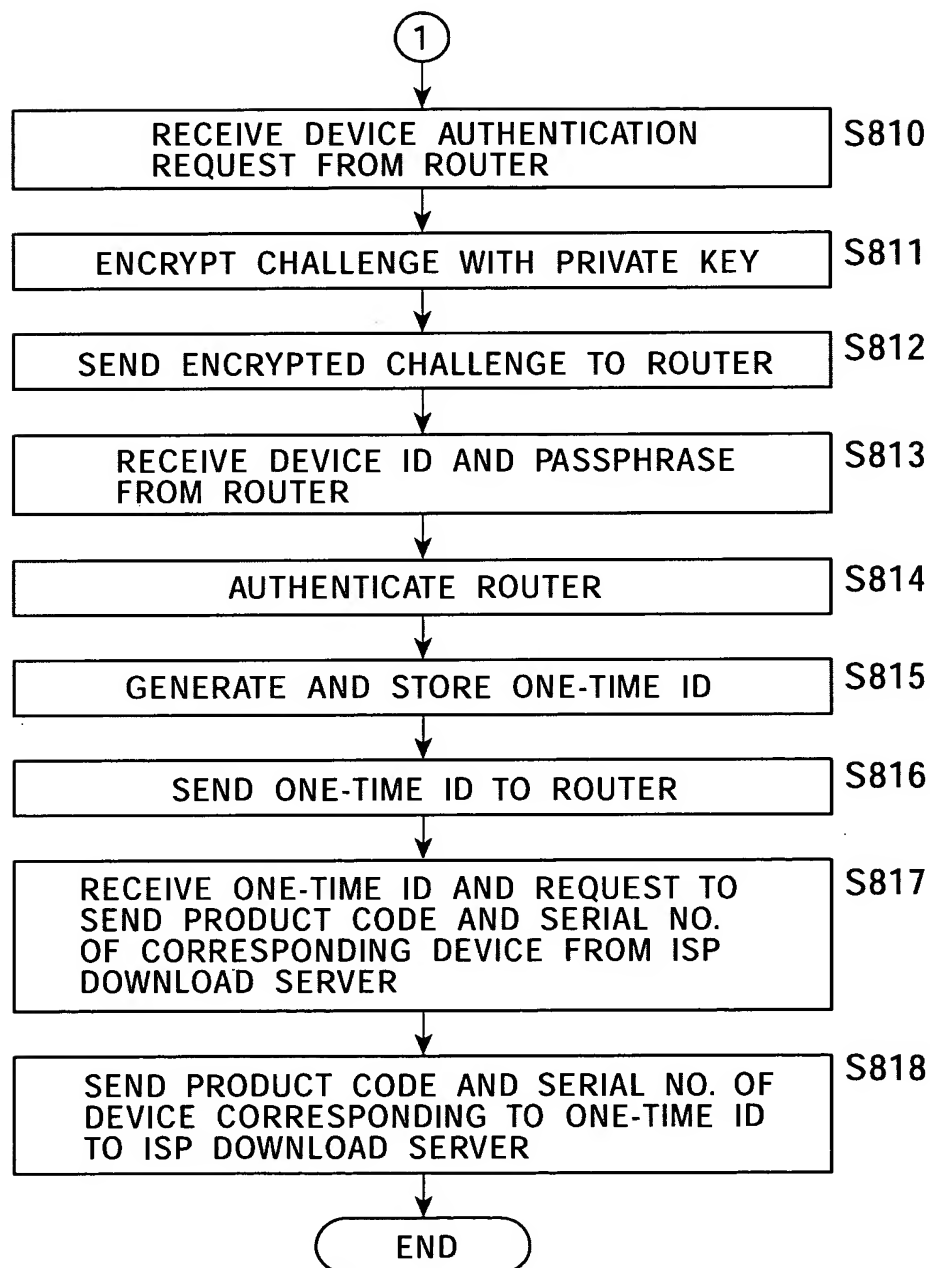 1
RECEIVE DEVICE AUTHENTICATION
REQUEST FROM ROUTER
S810
ENCRYPT CHALLENGE WITH PRIVATE KEY
S811
SEND ENCRYPTED CHALLENGE TO ROUTER
S812
RECEIVE DEVICE ID AND PASSPHRASE
FROM ROUTER
S813
AUTHENTICATE ROUTER
S814
GENERATE AND STORE ONE-TIME ID
S815
SEND ONE-TIME ID TO ROUTER
S816
RECEIVE ONE-TIME ID AND REQUEST TO
SEND PRODUCT CODE AND SERIAL NO.
OF CORRESPONDING DEVICE FROM ISP
DOWNLOAD SERVER
S817
SEND PRODUCT CODE AND SERIAL NO. OF
DEVICE CORRESPONDING TO ONE-TIME ID
TO ISP DOWNLOAD SERVER
S818
END